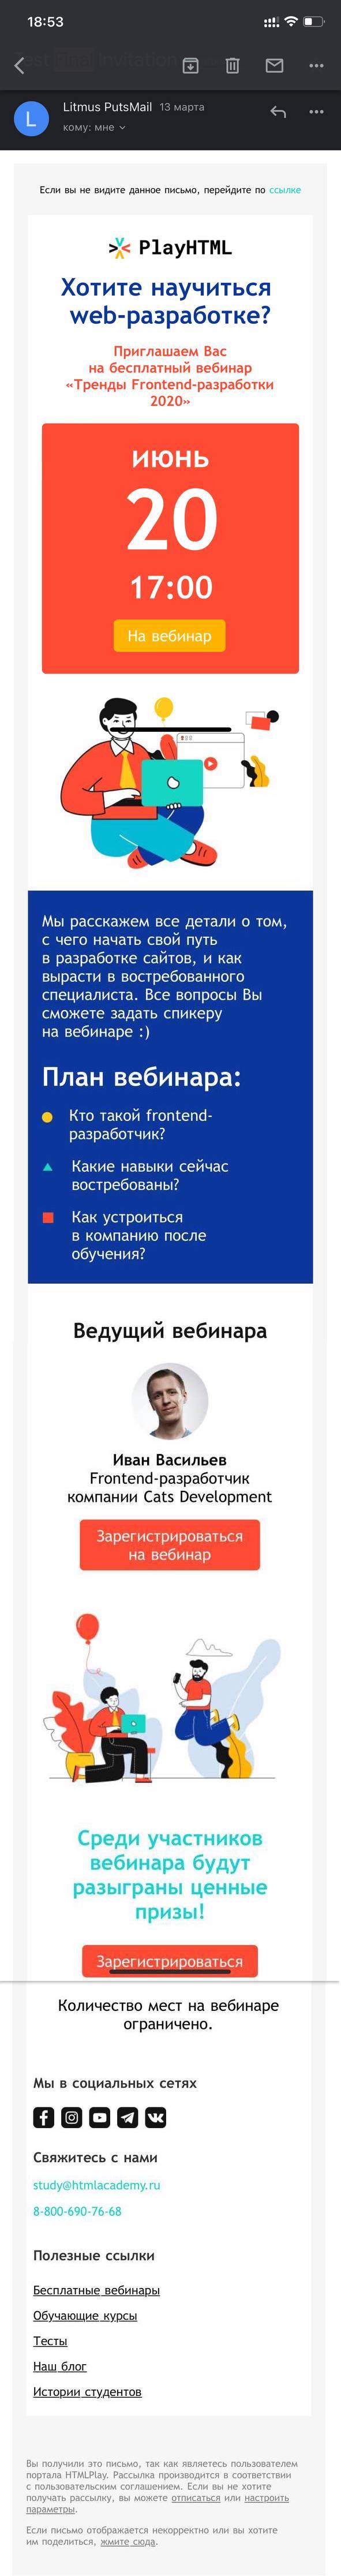 18:53
Test Final Invitation
L
Litmus PutsMail 13 марта
кому: мне
Если вы не видите данное письмо, перейдите по ссылке
PlayHTML
Хотите научиться
web-разработке?
Приглашаем Вас
на бесплатный вебинар
«Тренды Frontend-разработки
2020»
июнь
20
17:00
На вебинар
Мы расскажем все детали о том,
с чего начать свой путь
в разработке сайтов, и как
вырасти в востребованного
специалиста. Все вопросы Вы
сможете задать спикеру
на вебинаре :)
План вебинара:
Кто такой frontend-
разработчик?
Какие навыки сейчас
востребованы?
Как устроиться
в компанию после
обучения?
Ведущий вебинара
Иван Васильев
Frontend-разработчик
компании Cats Development
Зарегистрироваться
на вебинар
Среди участников
вебинара будут
разыграны ценные
призы!
Зарегистрироваться
Количество мест на вебинаре
ограничено.
Мы в социальных сетях
Свяжитесь с нами
study@htmlacademy.ru
8-800-690-76-68
Полезные ссылки
Бесплатные вебинары
Обучающие курсы
Тесты
Наш блог
Истории студентов
Вы получили это письмо, так как являетесь пользователем
портала HTMLPlay. Рассылка производится в соответствии
с пользовательским соглашением. Если вы не хотите
получать рассылку, вы можете отписаться или настроить
параметры.
Если письмо отображается некорректно или вы хотите
им поделиться, жмите сюда.